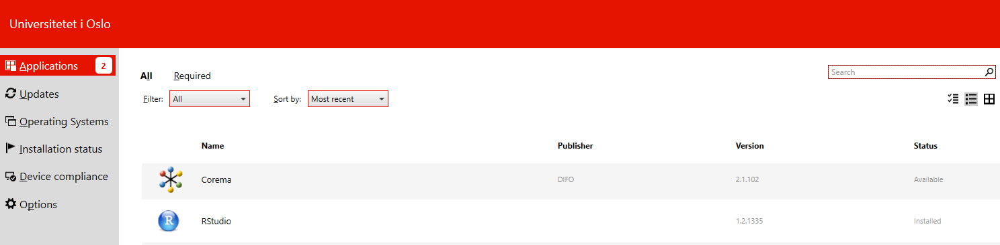 Universitetet i Oslo
Applications 2
Updates
Operating Systems
Installation status
Device compliance
Options
All Required
Search
Filter: All Sort by: Most recent
Name Publisher Version Status
Corema DIFO 2.1.102 Available
R RStudio 1.2.1335 Installed